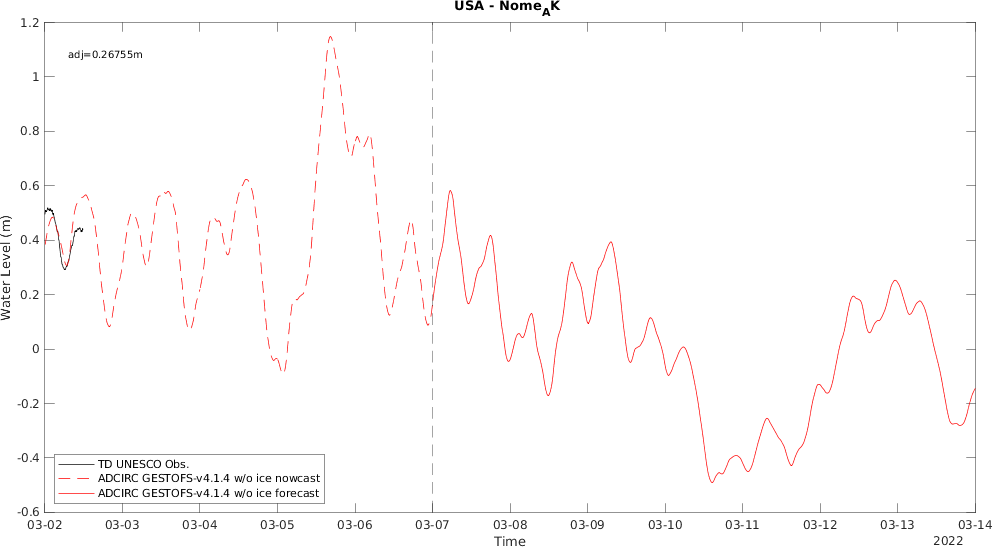 USA - Nome_AK
adj=0.26755m
1.2
1
0.8
0.6
0.4
0.2
0
-0.2
-0.4
-0.6
Water Level (m)
TD UNESCO Obs.
ADCIRC GESTOFS-v4.1.4 w/o ice nowcast
ADCIRC GESTOFS-v4.1.4 w/o ice forecast
03-02 03-03 03-04 03-05 03-06 03-07 03-08 03-09 03-10 03-11 03-12 03-13 03-14
Time
2022